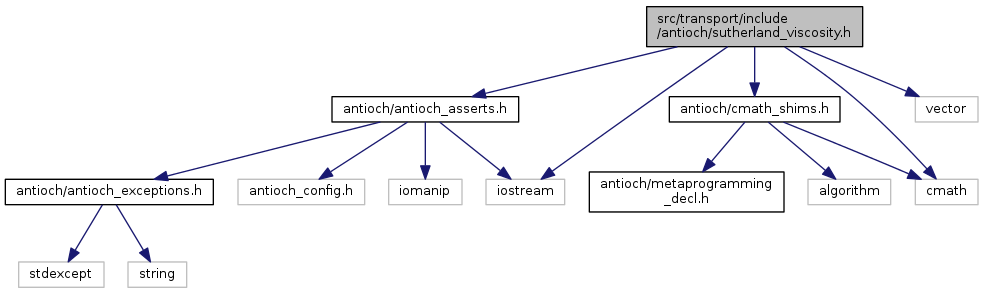 src/transport/include
/antioch/sutherland_viscosity.h
antioch/antioch_asserts.h
antioch/cmath_shims.h
vector
antioch/antioch_exceptions.h
antioch_config.h
iomanip
iostream
antioch/metaprogramming
_decl.h
algorithm
cmath
stdexcept
string